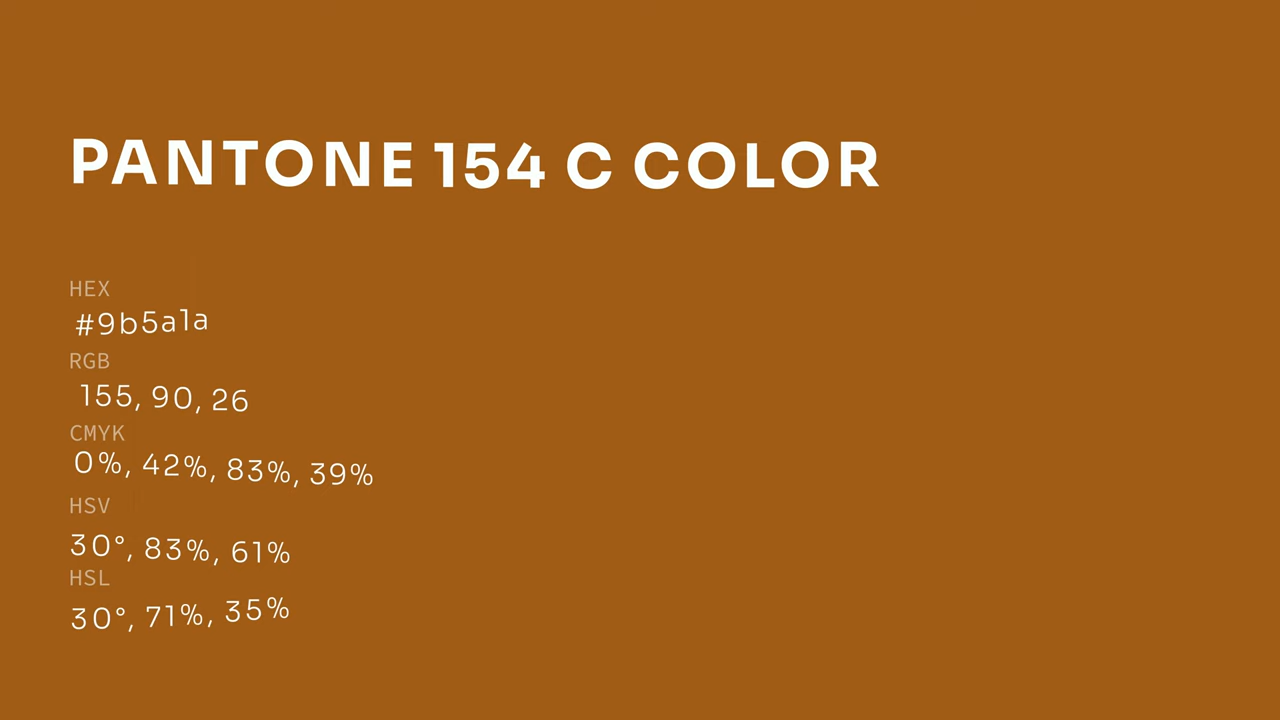 PANTONE 154 C COLOR
HEX
#9b5a1a
RGB
155, 90, 26
CMYK
0%, 42%, 83%, 39%
HSV
30°, 83%, 61%
HSL
30°, 71%, 35%